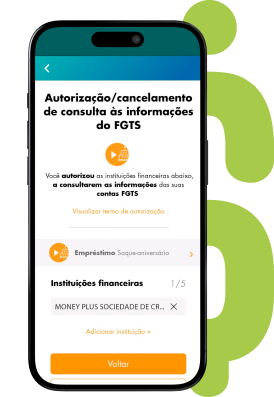 Autorização/cancelamento
de consulta às informações
do FGTS
Você autorizou as instituições financeiras abaixo,
a consultarem as informações das suas
contas FGTS
Visualizar termo de autorização
Empréstimo Saque-aniversário
Instituições financeiras 1/5
MONEY PLUS SOCIEDADE DE CR...
Adicionar instituição +
Voltar